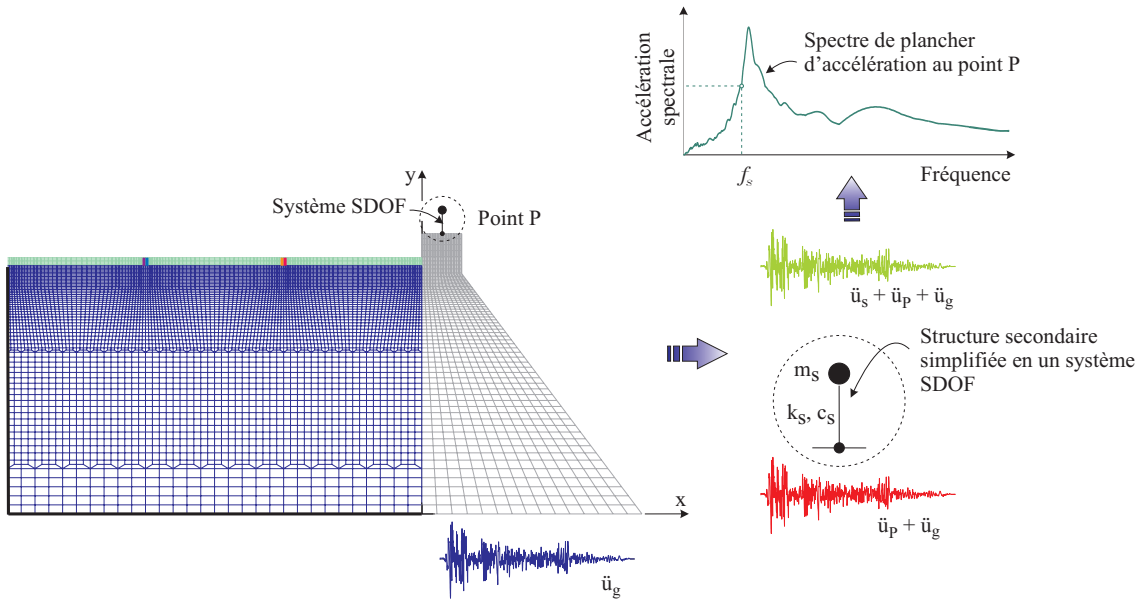 Accélération
spectrale
Spectre de plancher
d'accélération au point P
f_s
Fréquence
y
Système SDOF
Point P
x
ü_g
ü_s + ü_P + ü_g
Structure secondaire
simplifiée en un système
SDOF
m_s
k_s, c_s
ü_P + ü_g